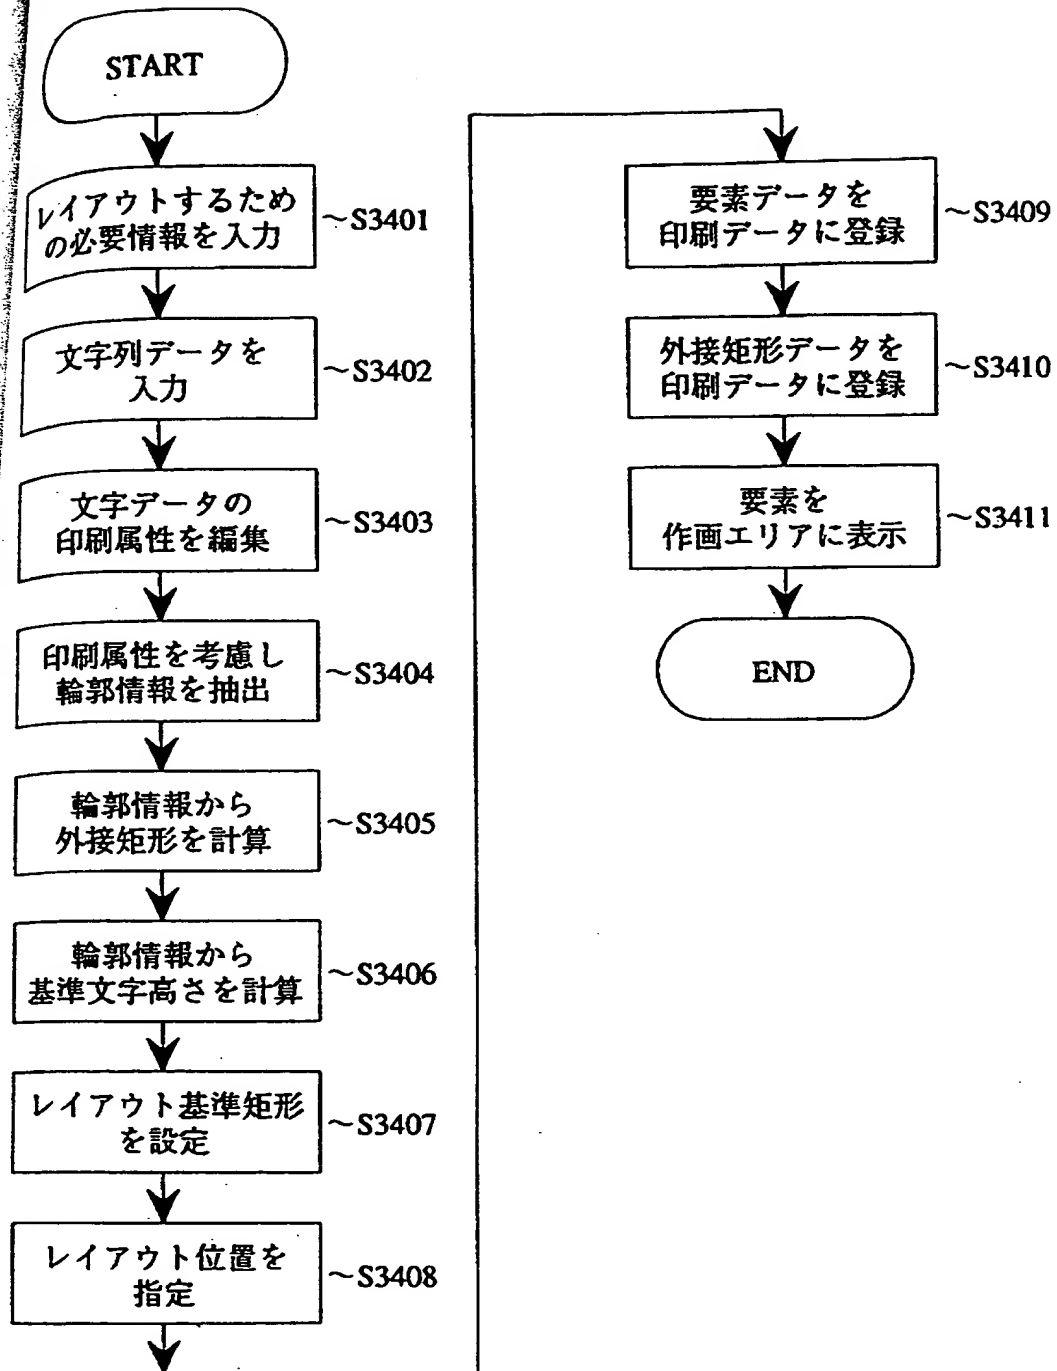 START
レイアウトするため
の必要情報を入力
~S3401
文字列データを
入力
~S3402
文字データの
印刷属性を編集
~S3403
印刷属性を考慮し
輪郭情報を抽出
~S3404
輪郭情報から
外接矩形を計算
~S3405
輪郭情報から
基準文字高さを計算
~S3406
レイアウト基準矩形
を設定
~S3407
レイアウト位置を
指定
~S3408
要素データを
印刷データに登録
~S3409
外接矩形データを
印刷データに登録
~S3410
要素を
作画エリアに表示
~S3411
END